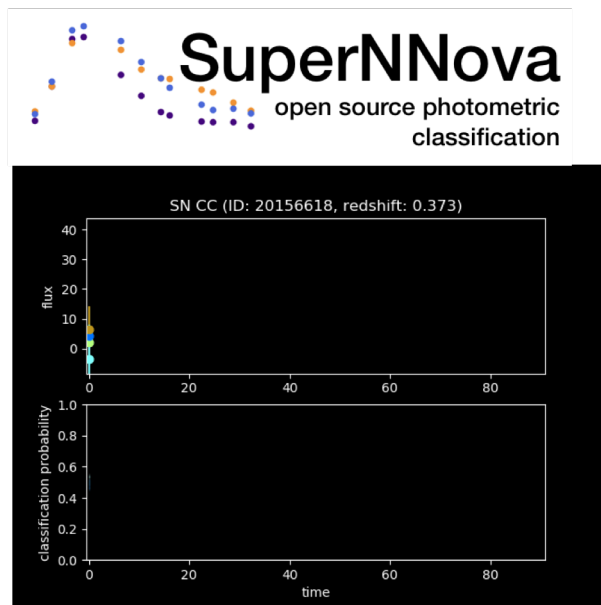 SuperNNova
open source photometric
classification
SN CC (ID: 20156618, redshift: 0.373)
40
30
20
10
0
flux
0 20 40 60 80
1.0
0.8
0.6
0.4
0.2
0.0
classification probability
0 20 40 60 80
time